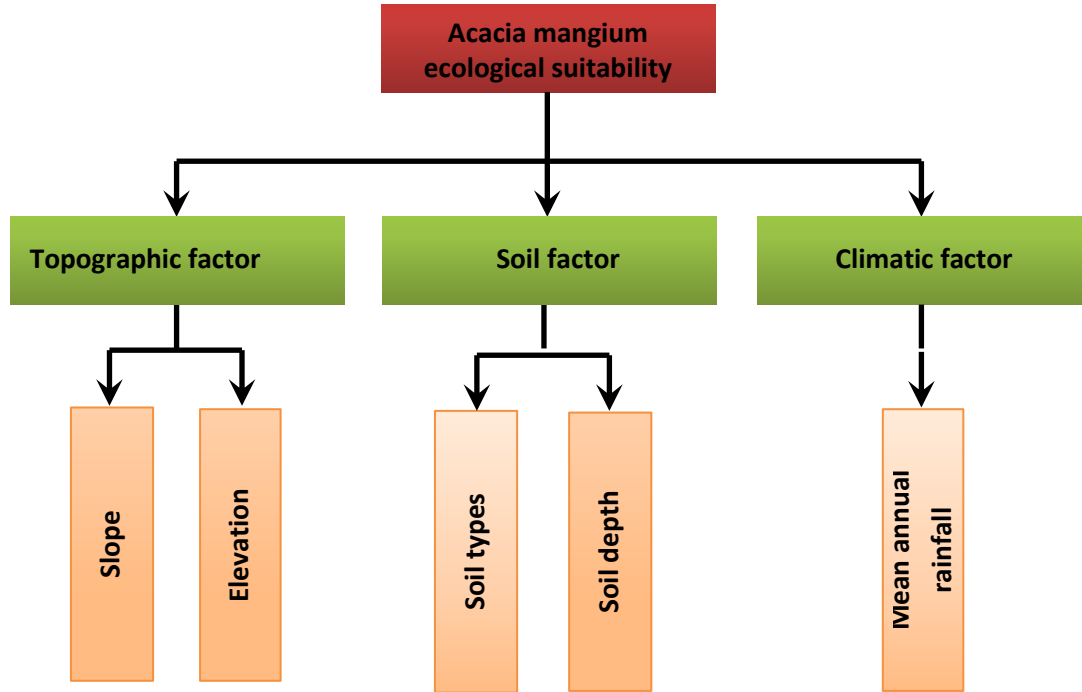 Acacia mangium
ecological suitability
Topographic factor
Soil factor
Climatic factor
Slope
Elevation
Soil types
Soil depth
Mean annual
rainfall